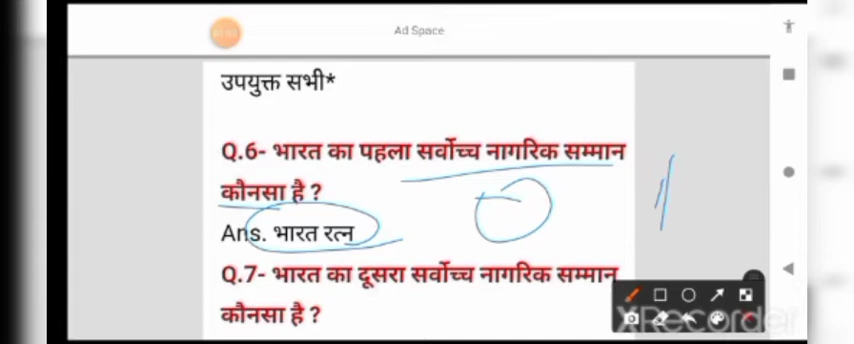 Ad Space
उपयुक्त सभी*
Q.6- भारत का पहला सर्वोच्च नागरिक सम्मान
कौनसा है ?
Ans. भारत रत्न
Q.7- भारत का दूसरा सर्वोच्च नागरिक सम्मान
कौनसा है ?
XRecorder